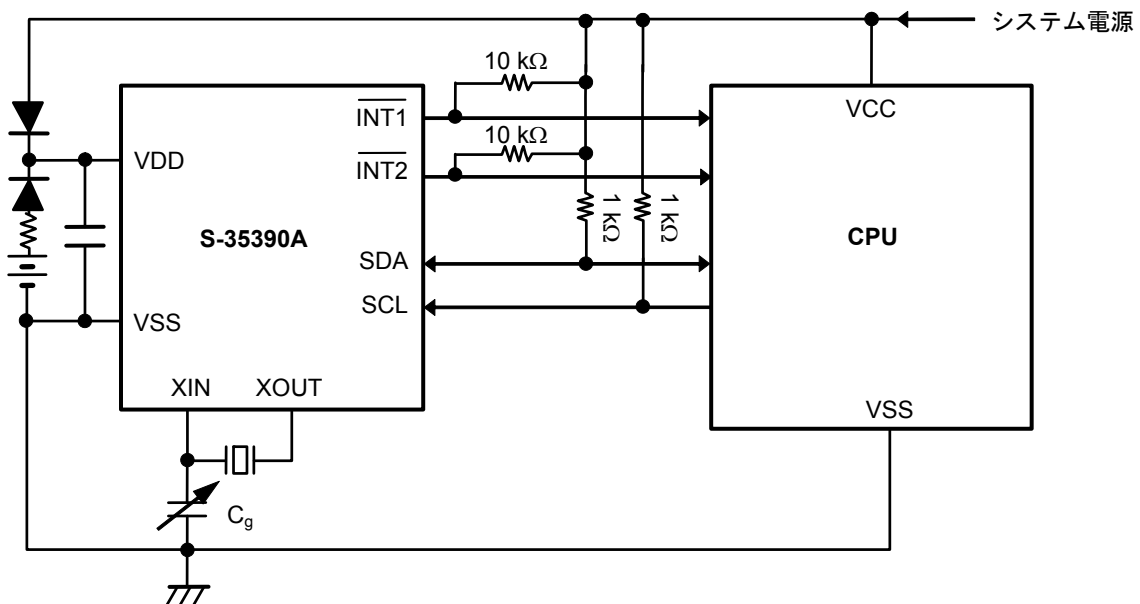 システム電源
10 kΩ
INT1
VCC
10 kΩ
VDD
INT2
1 kΩ
1 kΩ
S-35390A
CPU
SDA
SCL
VSS
XIN XOUT
VSS
Cg